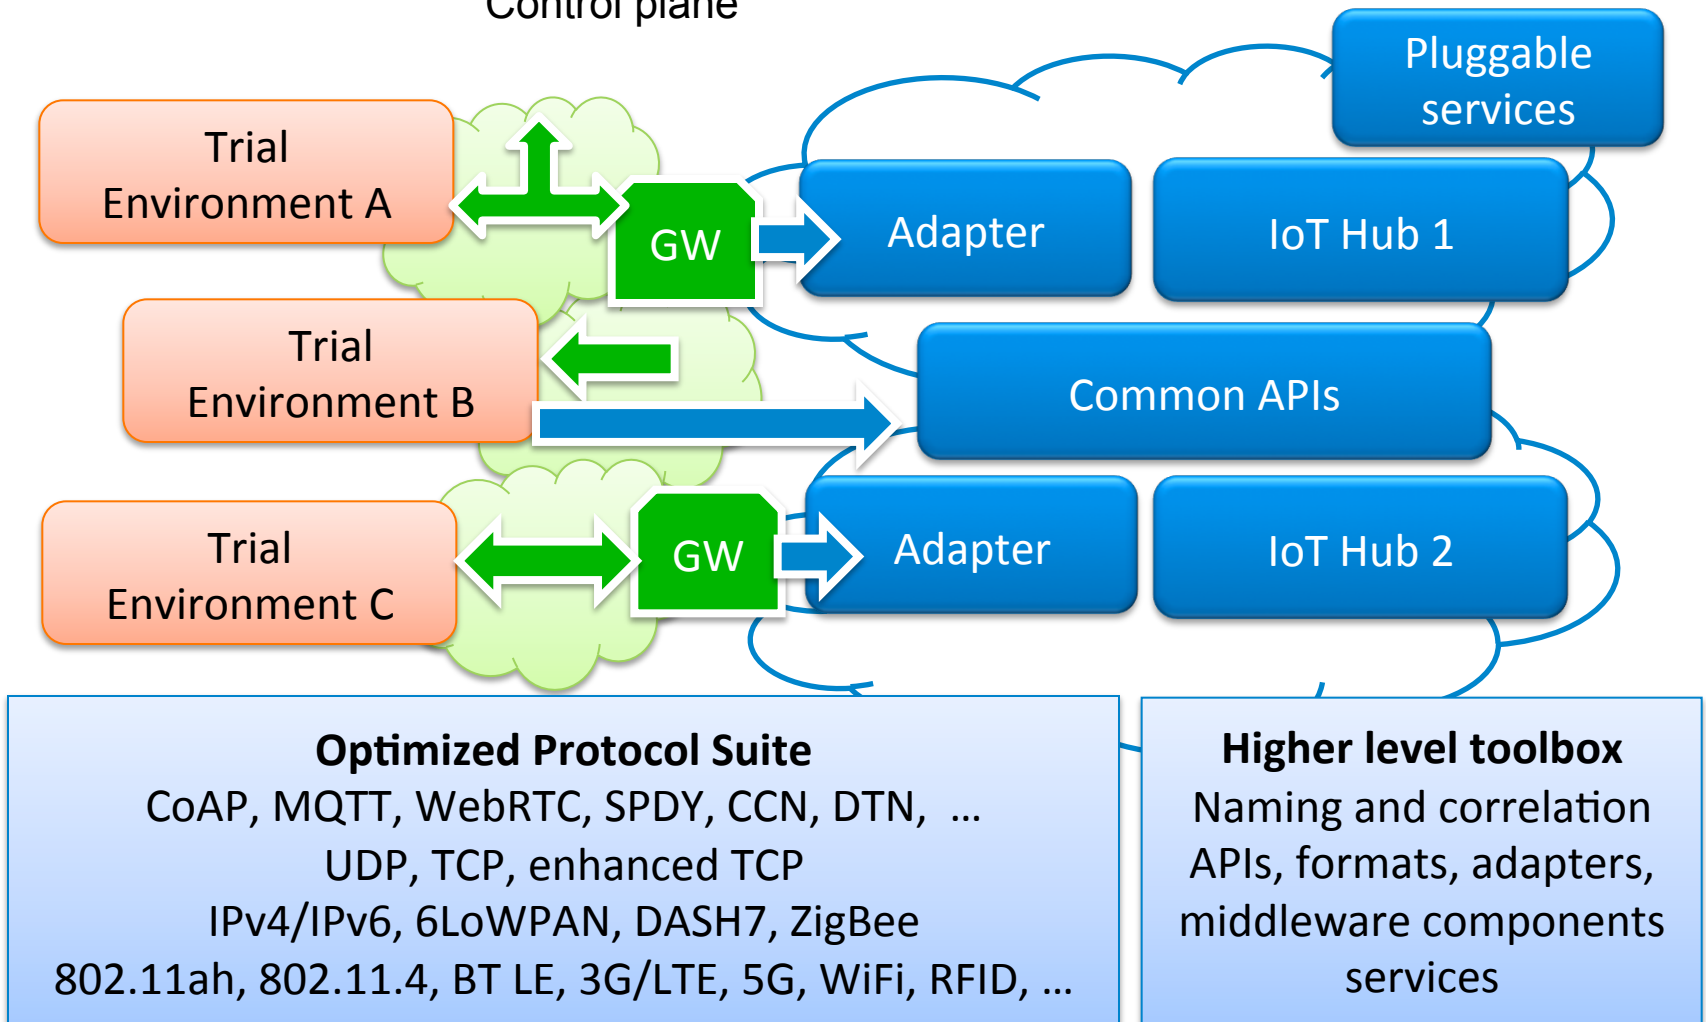 Control plane
Pluggable
services
Trial
Environment A
GW
Adapter
IoT Hub 1
Trial
Environment B
Common APIs
Trial
Environment C
GW
Adapter
IoT Hub 2
Optimized Protocol Suite
CoAP, MQTT, WebRTC, SPDY, CCN, DTN, ...
UDP, TCP, enhanced TCP
IPv4/IPv6, 6LoWPAN, DASH7, ZigBee
802.11ah, 802.11.4, BT LE, 3G/LTE, 5G, WiFi, RFID, ...
Higher level toolbox
Naming and correlation
APIs, formats, adapters,
middleware components
services